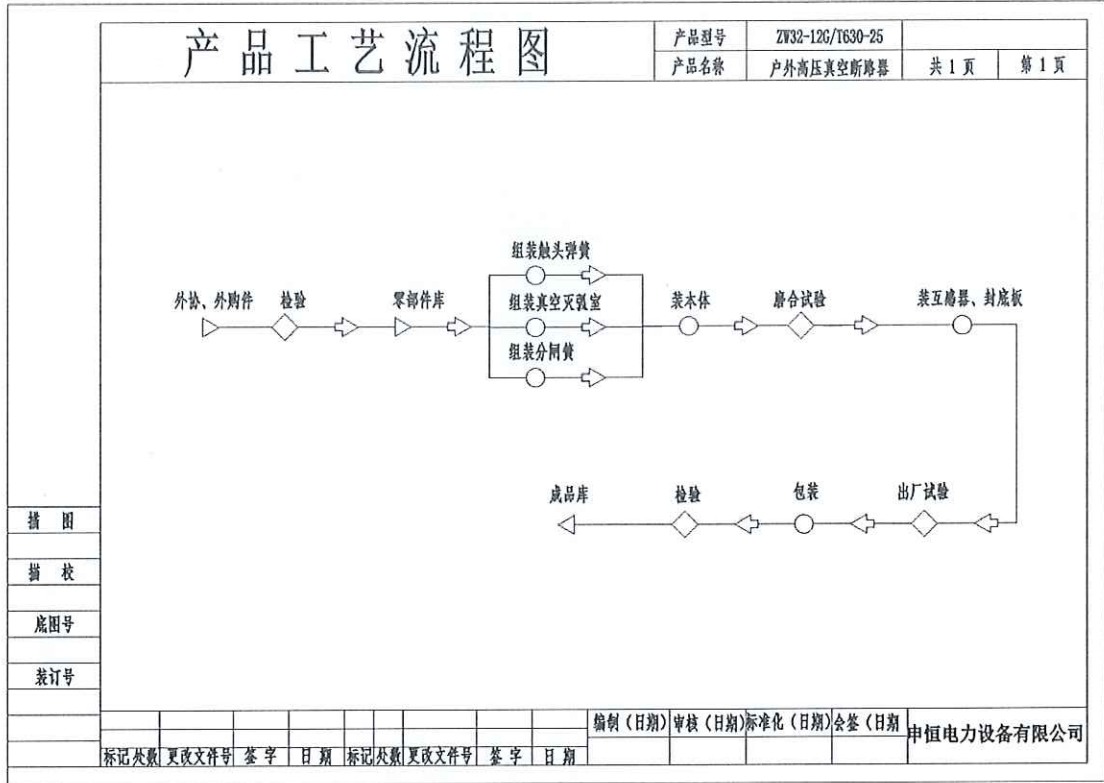 产品工艺流程图
产品型号 ZW32-12G/T630-25
产品名称 户外高压真空断路器 共 1 页 第 1 页
组装触头弹簧
外协、外购件 检验 零部件库 组装真空灭弧室 装本体 磨合试验 装互感器、封底板
组装分闸簧
成品库 检验 包装 出厂试验
描 图
描 校
底图号
装订号
编制（日期） 审核（日期） 标准化（日期） 会签（日期
申恒电力设备有限公司
标记 处数 更改文件号 签 字 日 期 标记 处数 更改文件号 签 字 日 期